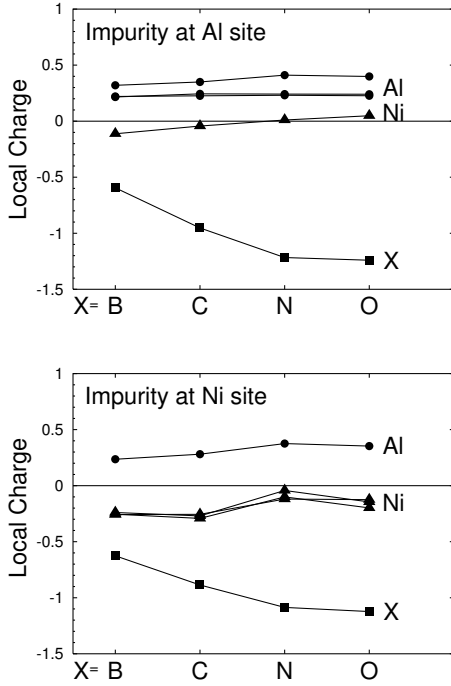 Impurity at Al site
Local Charge
1
0.5
0
-0.5
-1
-1.5
Al
Ni
X
X= B C N O
Impurity at Ni site
Local Charge
1
0.5
0
-0.5
-1
-1.5
Al
Ni
X
X= B C N O